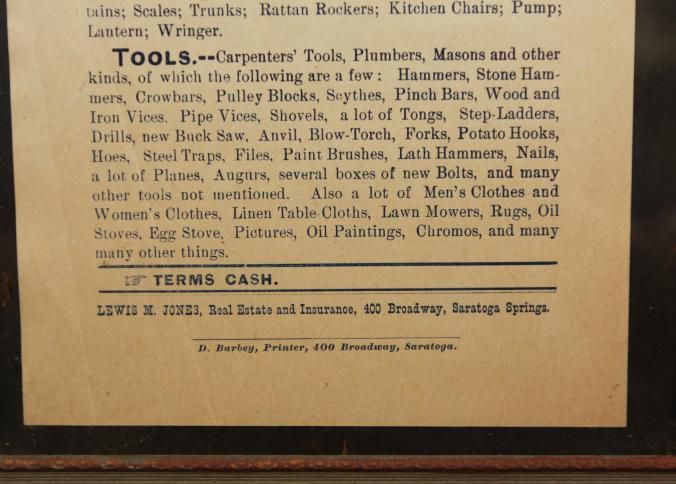 tains; Scales; Trunks; Rattan Rockers; Kitchen Chairs; Pump;
Lantern; Wringer.
TOOLS.--Carpenters' Tools, Plumbers, Masons and other
kinds, of which the following are a few: Hammers, Stone Ham-
mers, Crowbars, Pulley Blocks, Scythes, Pinch Bars, Wood and
Iron Vices, Pipe Vices, Shovels, a lot of Tongs, Step-Ladders,
Drills, new Buck Saw, Anvil, Blow-Torch, Forks, Potato Hooks,
Hoes, Steel Traps, Files, Paint Brushes, Lath Hammers, Nails,
a lot of Planes, Augurs, several boxes of new Bolts, and many
other tools not mentioned. Also a lot of Men's Clothes and
Women's Clothes, Linen Table-Cloths, Lawn Mowers, Rugs, Oil
Stoves, Egg Stove, Pictures, Oil Paintings, Chromos, and many
many other things.
☞ TERMS CASH.
LEWIS M. JONES, Real Estate and Insurance, 400 Broadway, Saratoga Springs.
D. Barbey, Printer, 400 Broadway, Saratoga.